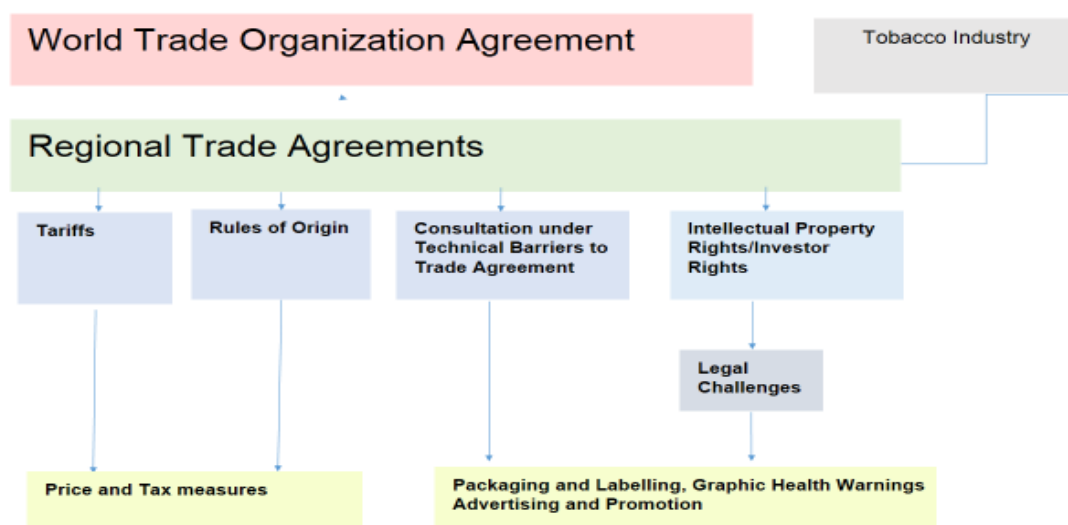 World Trade Organization Agreement
Tobacco Industry
Regional Trade Agreements
Tariffs
Rules of Origin
Consultation under
Technical Barriers to
Trade Agreement
Intellectual Property
Rights/Investor
Rights
Legal
Challenges
Price and Tax measures
Packaging and Labelling, Graphic Health Warnings
Advertising and Promotion